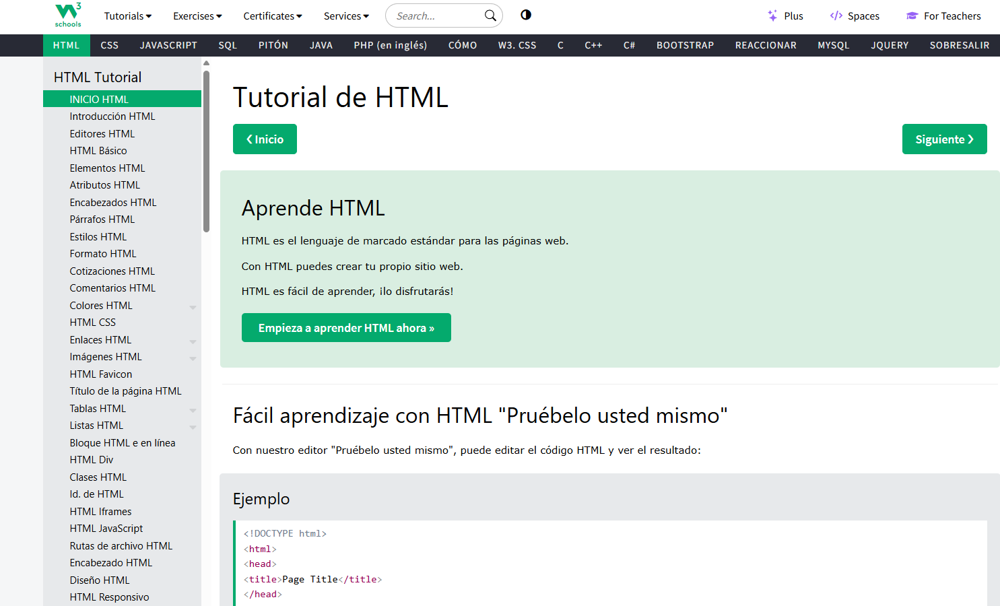 W3 schools
Tutorials Exercises Certificates Services Search... Plus Spaces For Teachers
HTML CSS JAVASCRIPT SQL PITÓN JAVA PHP (en inglés) CÓMO W3. CSS C C++ C# BOOTSTRAP REACCIONAR MYSQL JQUERY SOBRESALIR
HTML Tutorial
INICIO HTML
Introducción HTML
Editores HTML
HTML Básico
Elementos HTML
Atributos HTML
Encabezados HTML
Párrafos HTML
Estilos HTML
Formato HTML
Cotizaciones HTML
Comentarios HTML
Colores HTML
HTML CSS
Enlaces HTML
Imágenes HTML
HTML Favicon
Título de la página HTML
Tablas HTML
Listas HTML
Bloque HTML e en línea
HTML Div
Clases HTML
Id. de HTML
HTML Iframes
HTML JavaScript
Rutas de archivo HTML
Encabezado HTML
Diseño HTML
HTML Responsivo
Tutorial de HTML
❮ Inicio
Siguiente ❯
Aprende HTML
HTML es el lenguaje de marcado estándar para las páginas web.
Con HTML puedes crear tu propio sitio web.
HTML es fácil de aprender, ¡lo disfrutarás!
Empieza a aprender HTML ahora »
Fácil aprendizaje con HTML "Pruébelo usted mismo"
Con nuestro editor "Pruébelo usted mismo", puede editar el código HTML y ver el resultado:
Ejemplo
<!DOCTYPE html>
<html>
<head>
<title>Page Title</title>
</head>